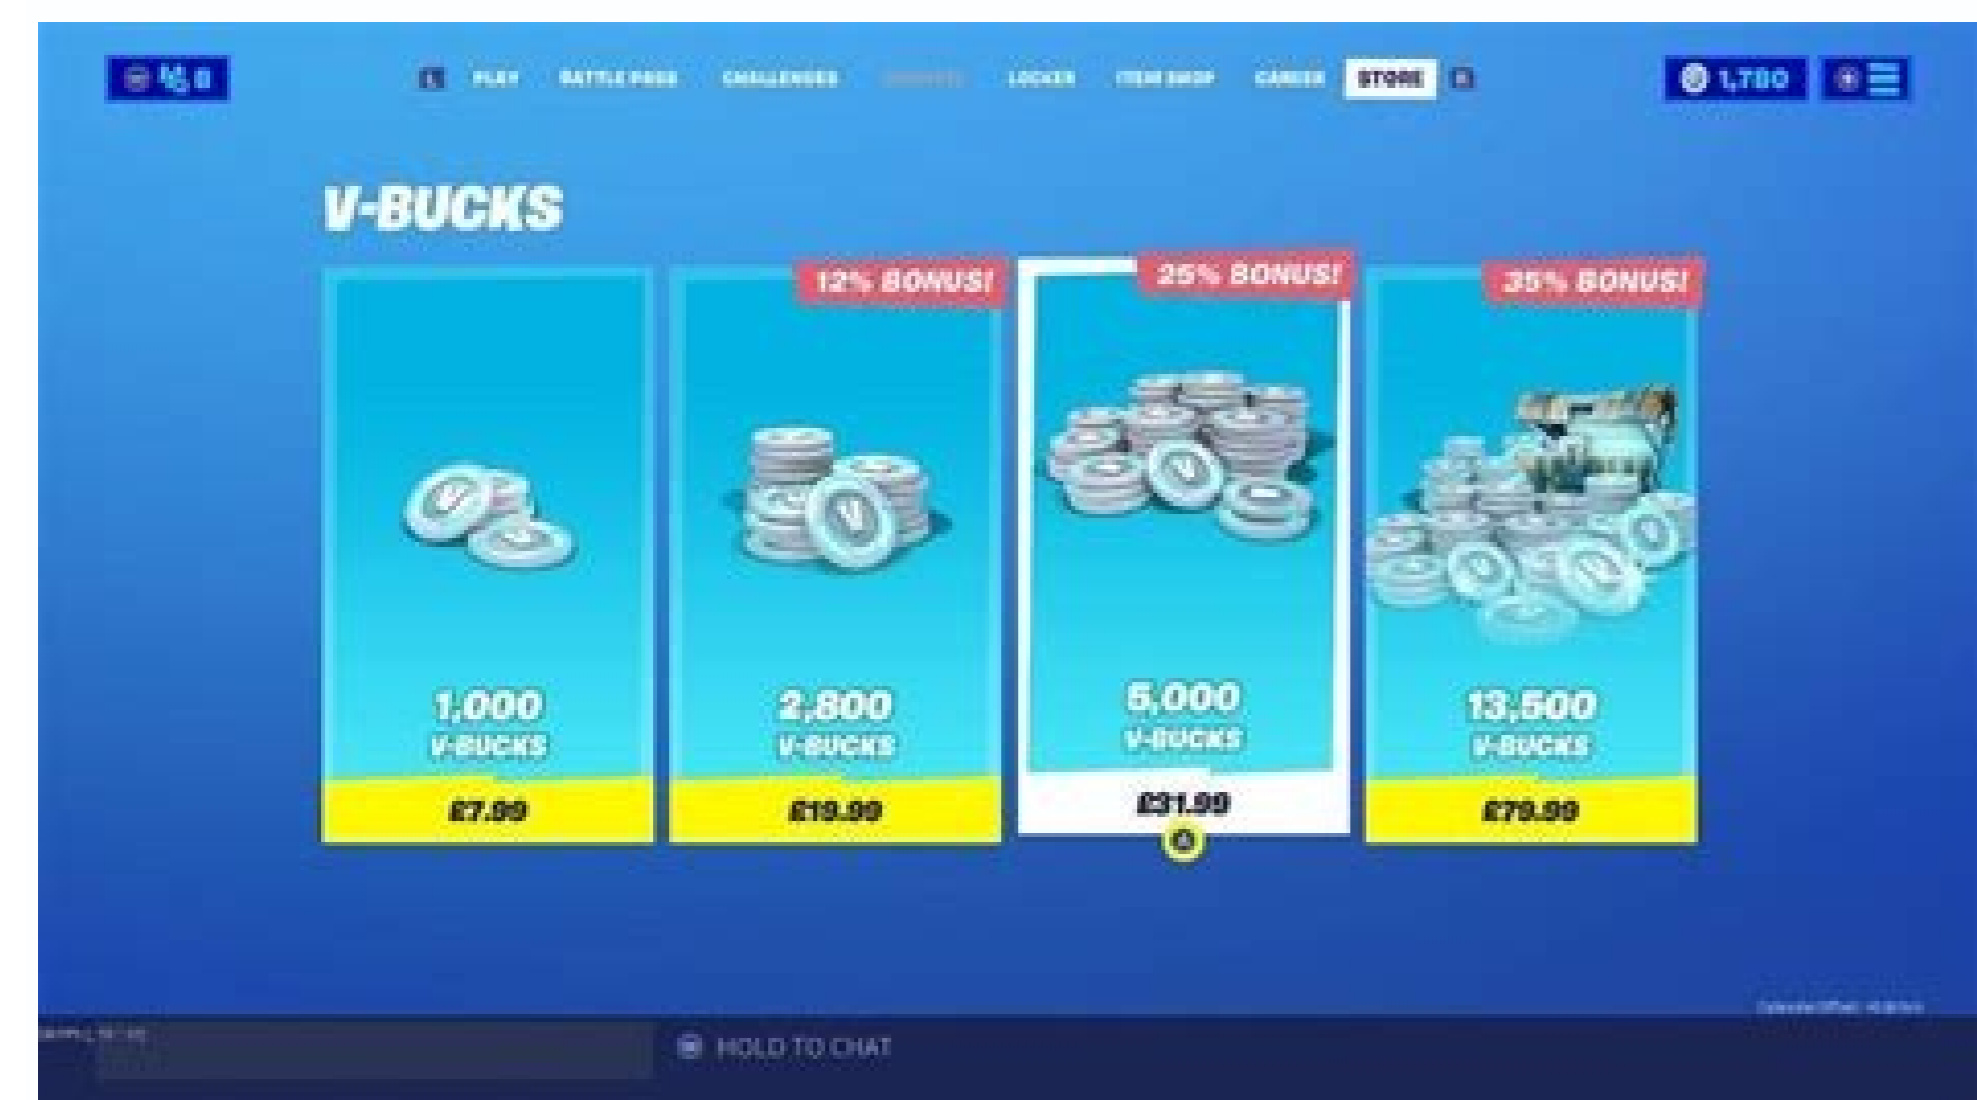 PLAY BATTLE PASS CHALLENGES LOCKER ITEM SHOP CAREER STORE 1,780
V-BUCKS
12% BONUS! 25% BONUS! 35% BONUS!
1,000 2,800 5,000 13,500
V-BUCKS V-BUCKS V-BUCKS V-BUCKS
£7.99 £19.99 £31.99 £79.99
HOLD TO CHAT